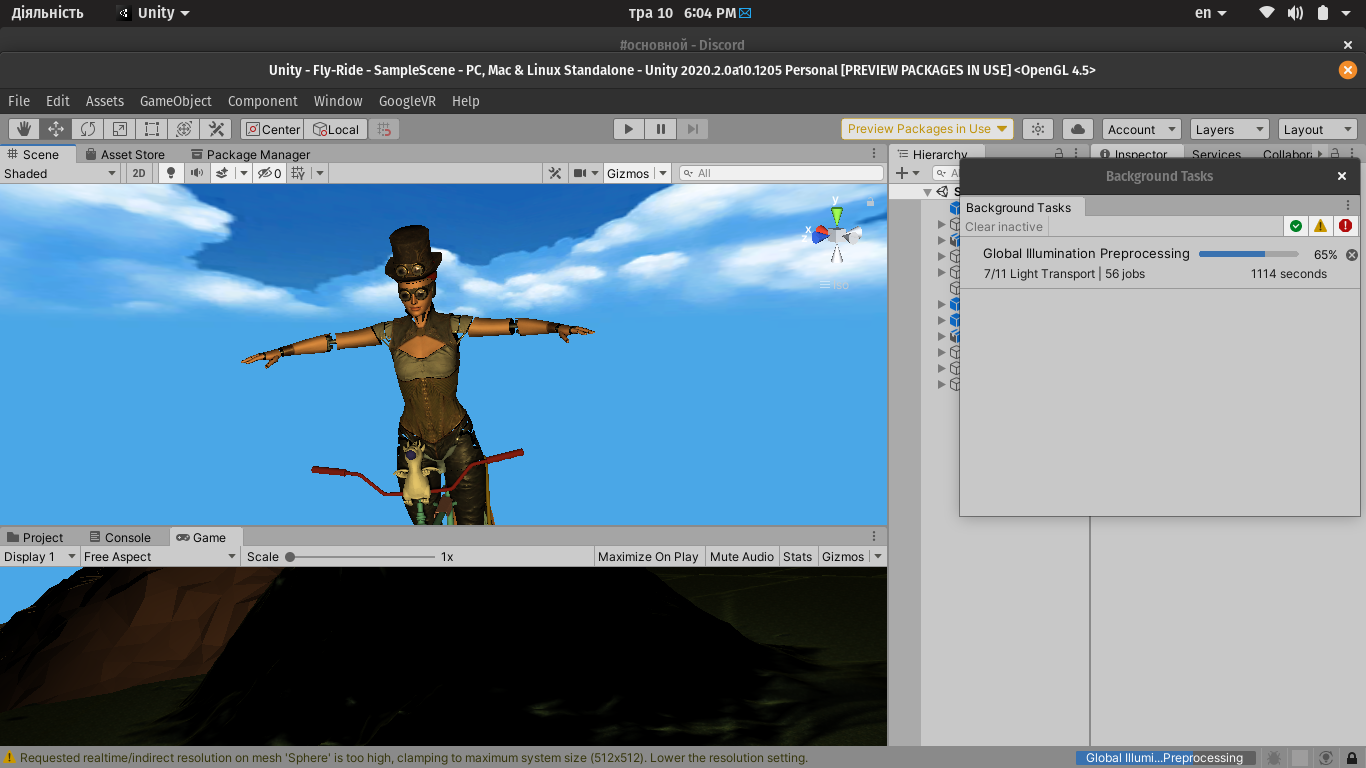 Діяльність Unity тра 10 6:04 PM en
#основной - Discord
Unity - Fly-Ride - SampleScene - PC, Mac & Linux Standalone - Unity 2020.2.0a10.1205 Personal [PREVIEW PACKAGES IN USE] <OpenGL 4.5>
File Edit Assets GameObject Component Window GoogleVR Help
Center Local Preview Packages in Use Account Layers Layout
Scene Asset Store Package Manager Hierarchy Inspector Services
Shaded 2D 0 Gizmos All
Background Tasks
Background Tasks
Clear inactive
Global Illumination Preprocessing 65%
7/11 Light Transport | 56 jobs 1114 seconds
y
x
z
Iso
Project Console Game
Display 1 Free Aspect Scale 1x Maximize On Play Mute Audio Stats Gizmos
Requested realtime/indirect resolution on mesh 'Sphere' is too high, clamping to maximum system size (512x512). Lower the resolution setting.
Global Illumi...Preprocessing